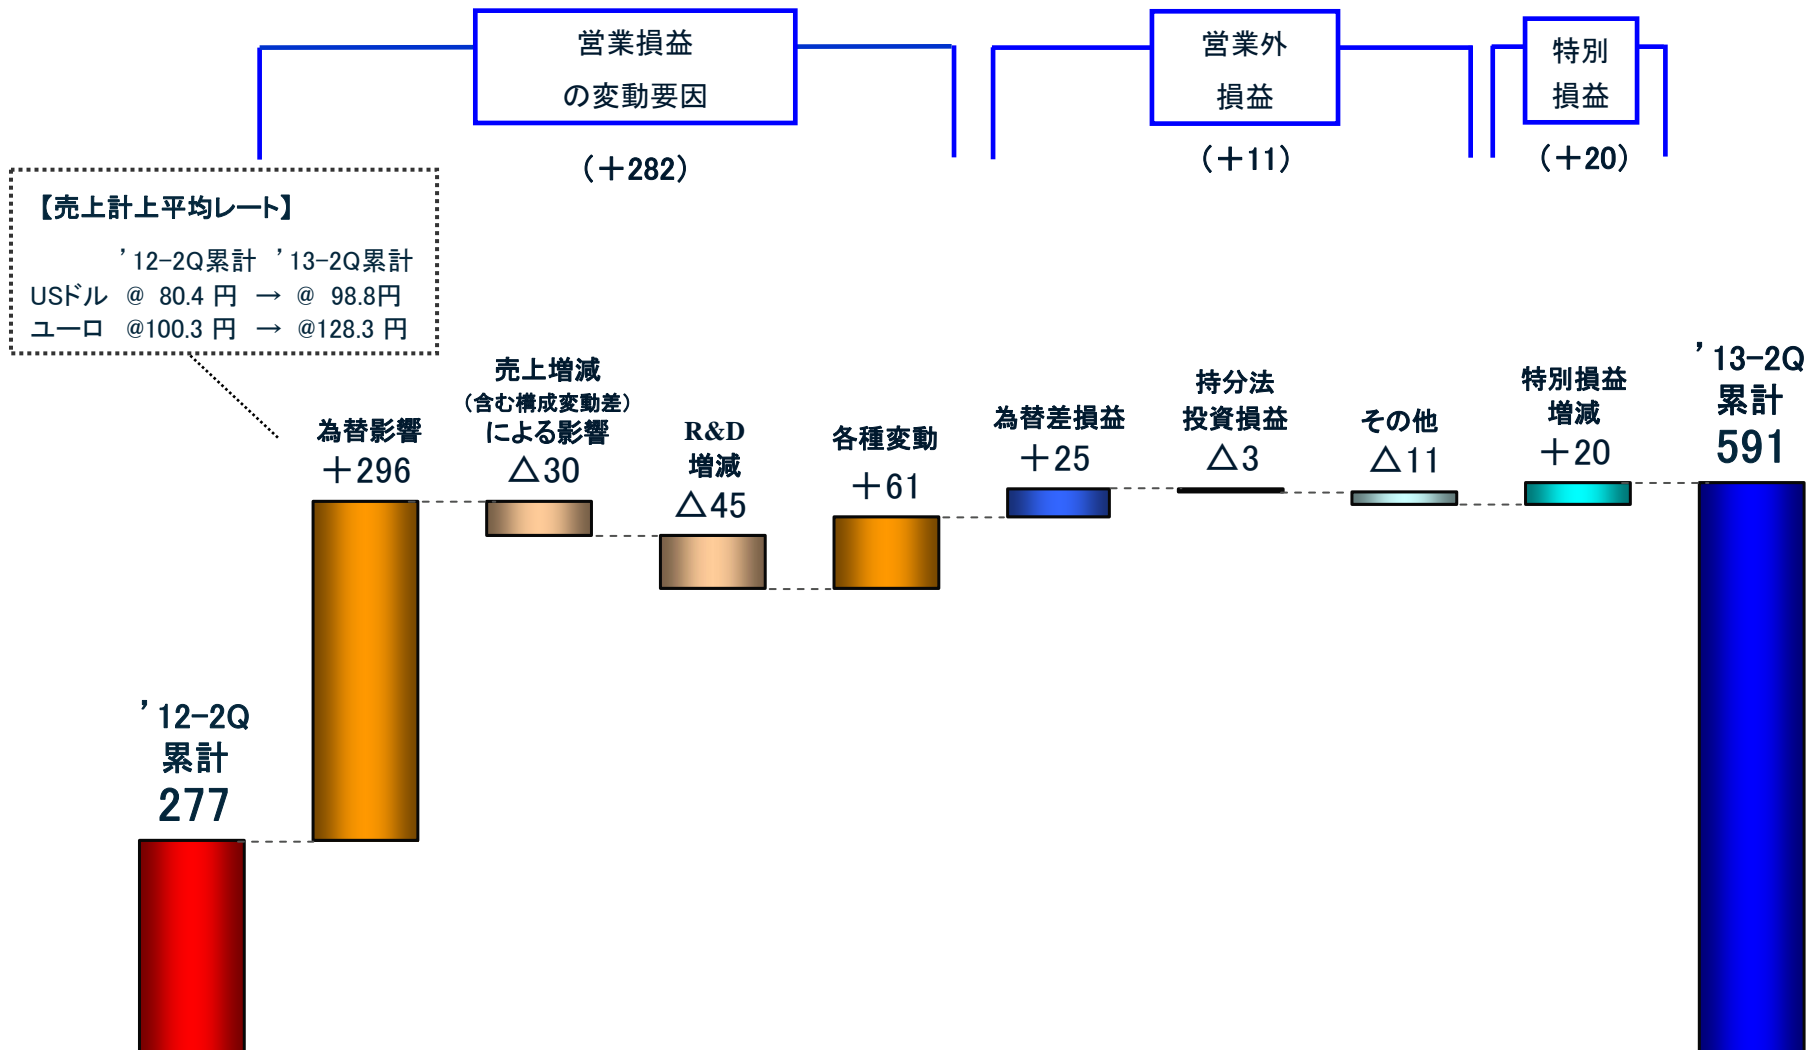 営業損益
の変動要因
(＋282)
営業外
損益
(＋11)
特別
損益
(＋20)
【売上計上平均レート】
’12-2Q累計 ’13-2Q累計
USドル @ 80.4 円 → @ 98.8円
ユーロ @100.3 円 → @128.3 円
’12-2Q
累計
277
為替影響
＋296
売上増減
（含む構成変動差）
による影響
△30
R&D
増減
△45
各種変動
＋61
為替差損益
＋25
持分法
投資損益
△3
その他
△11
特別損益
増減
＋20
’13-2Q
累計
591